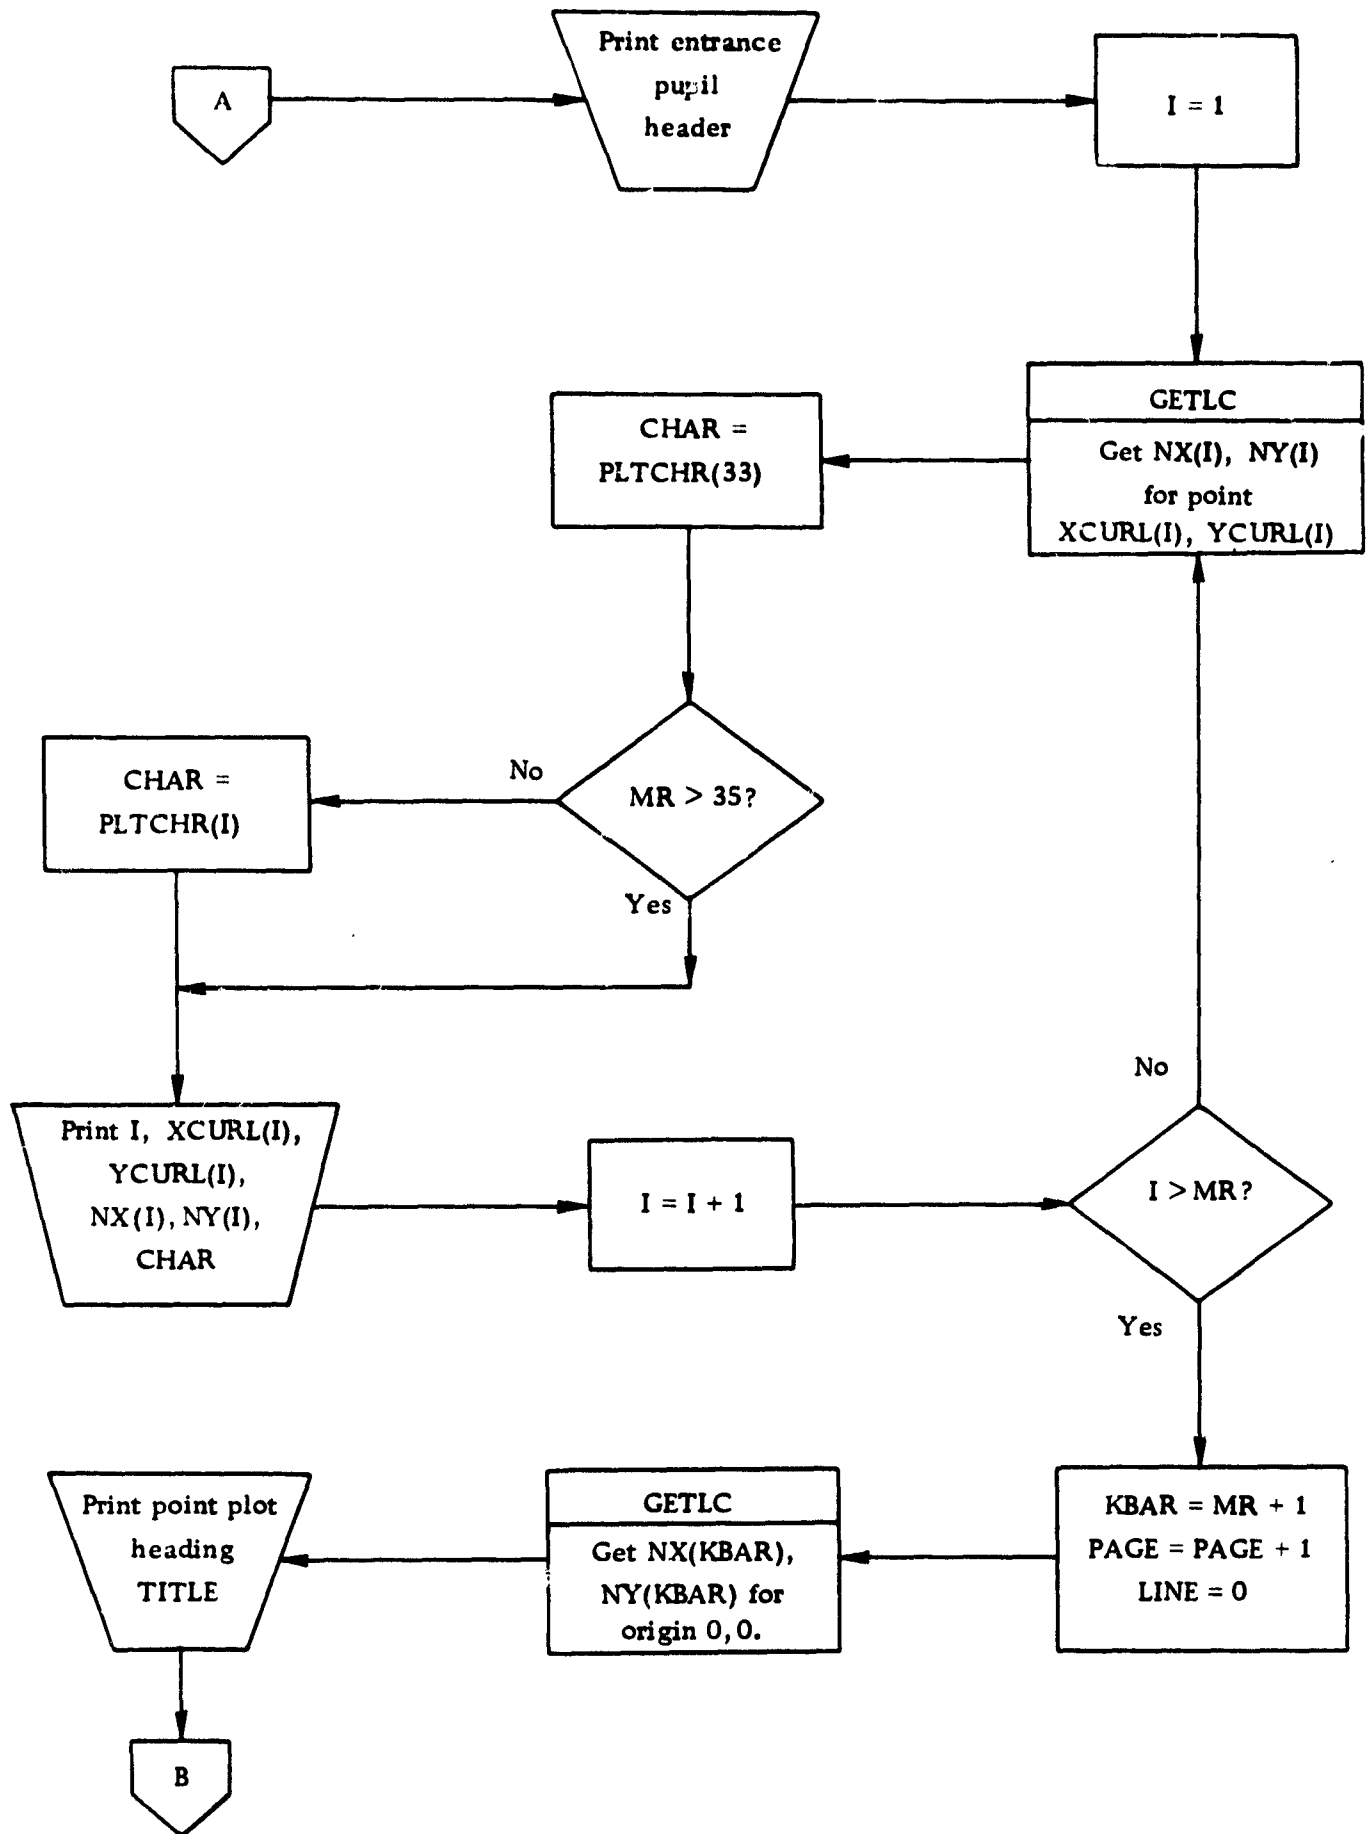 A
Print entrance
pupil
header
I = 1
GETLC
Get NX(I), NY(I)
for point
XCURL(I), YCURL(I)
CHAR =
PLTCHR(33)
MR > 35?
No
Yes
CHAR =
PLTCHR(I)
Print I, XCURL(I),
YCURL(I),
NX(I), NY(I),
CHAR
I = I + 1
I > MR?
No
Yes
KBAR = MR + 1
PAGE = PAGE + 1
LINE = 0
GETLC
Get NX(KBAR),
NY(KBAR) for
origin 0,0.
Print point plot
heading
TITLE
B